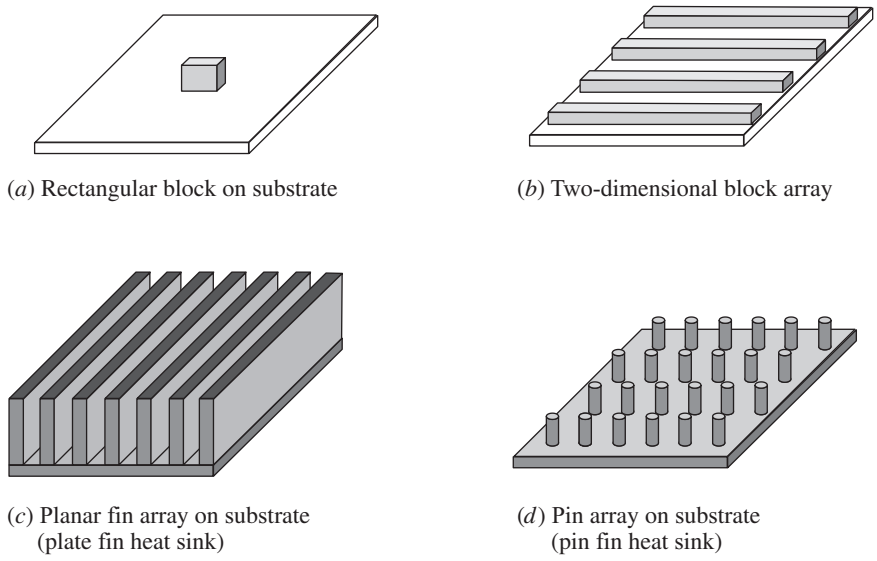 (a) Rectangular block on substrate
(b) Two-dimensional block array
(c) Planar fin array on substrate
(plate fin heat sink)
(d) Pin array on substrate
(pin fin heat sink)